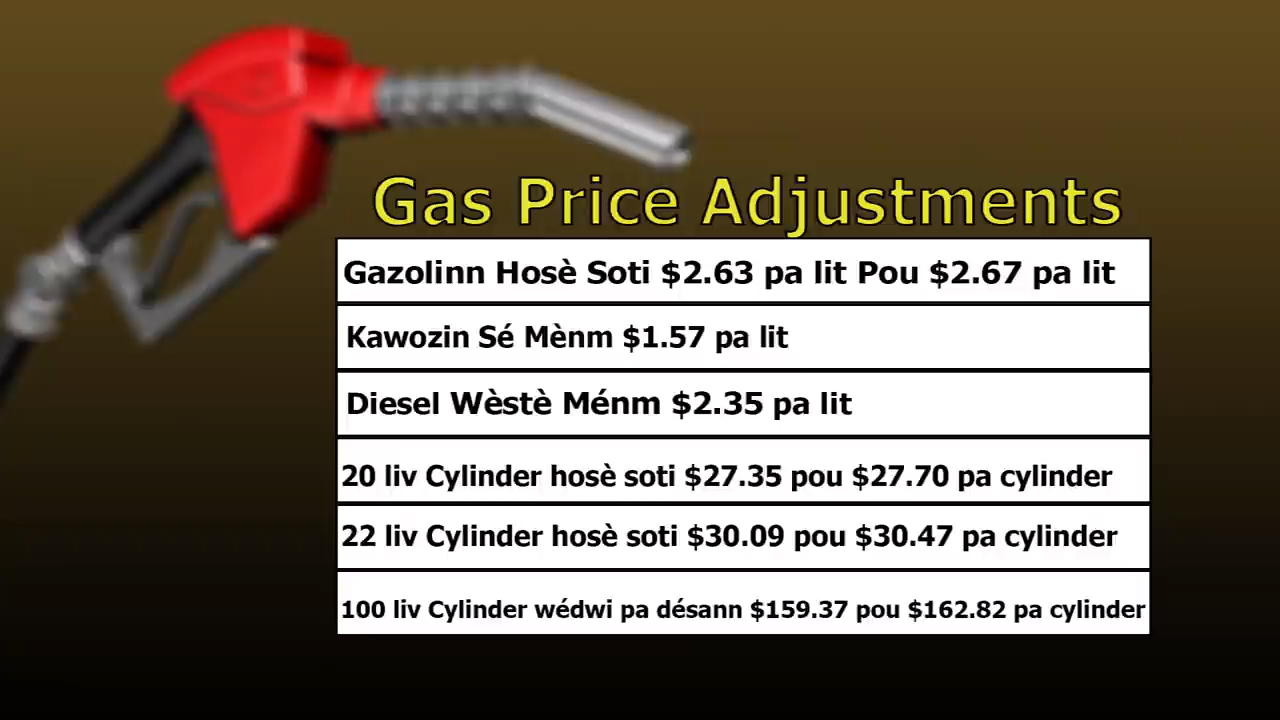 Gas Price Adjustments
Gazolinn Hosè Soti $2.63 pa lit Pou $2.67 pa lit
Kawozin Sé Mènm $1.57 pa lit
Diesel Wèstè Ménm $2.35 pa lit
20 liv Cylinder hosè soti $27.35 pou $27.70 pa cylinder
22 liv Cylinder hosè soti $30.09 pou $30.47 pa cylinder
100 liv Cylinder wédwi pa désann $159.37 pou $162.82 pa cylinder